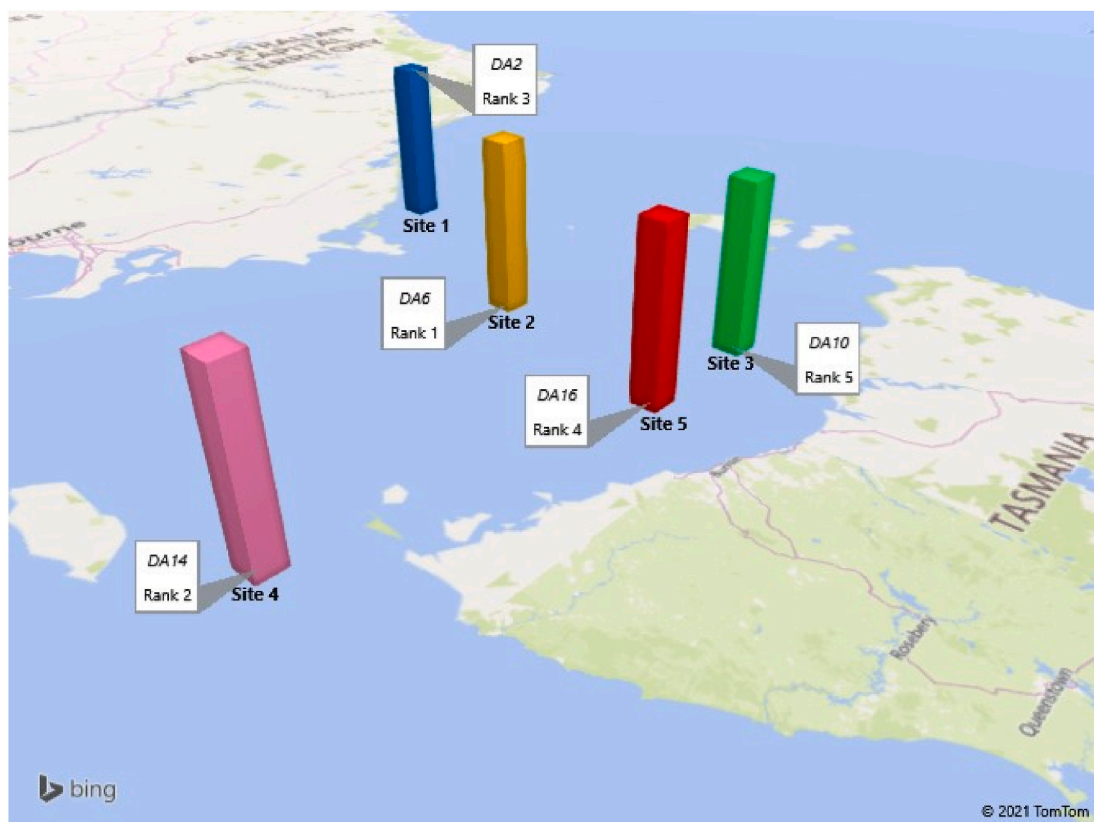 AUSTRALIAN
CAPITAL
TERRITORY
DA2
Rank 3
Site 1
ourne
DA6
Rank 1
Site 2
DA10
Rank 5
Site 3
DA16
Rank 4
Site 5
TASMANIA
DA14
Rank 2
Site 4
Rosebery
Queenstown
bing
© 2021 TomTom